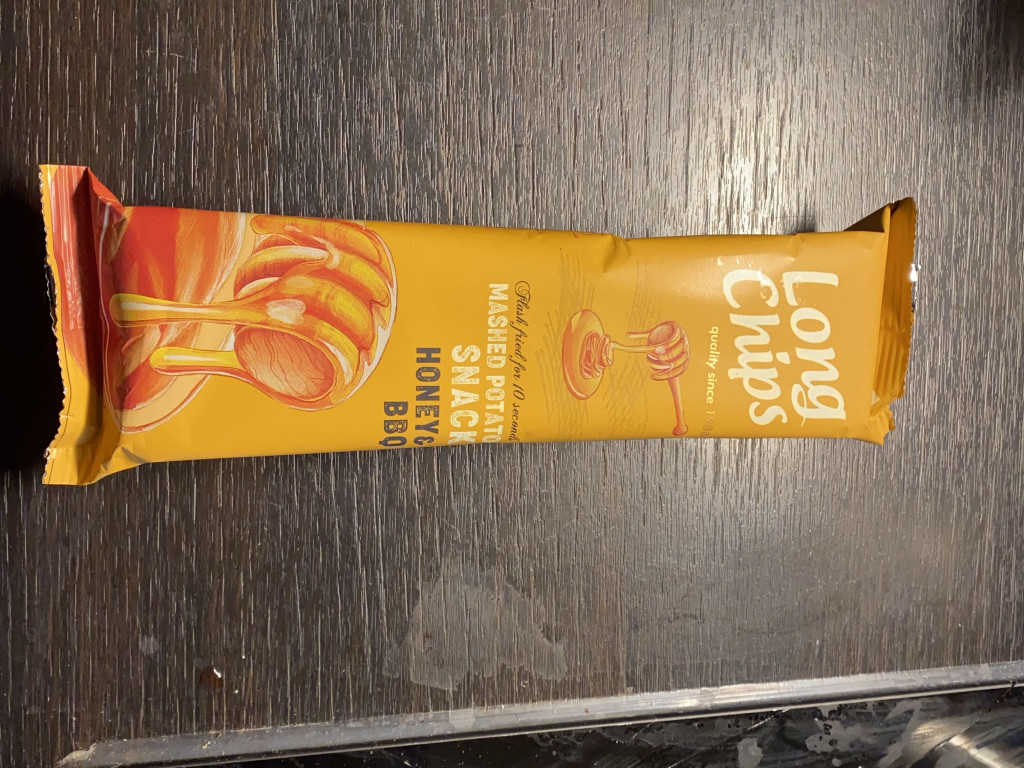 Long
Chips
quality since
Flash fried for 10 seconds
MASHED POTATO
SNACK
HONEY&
BBQ